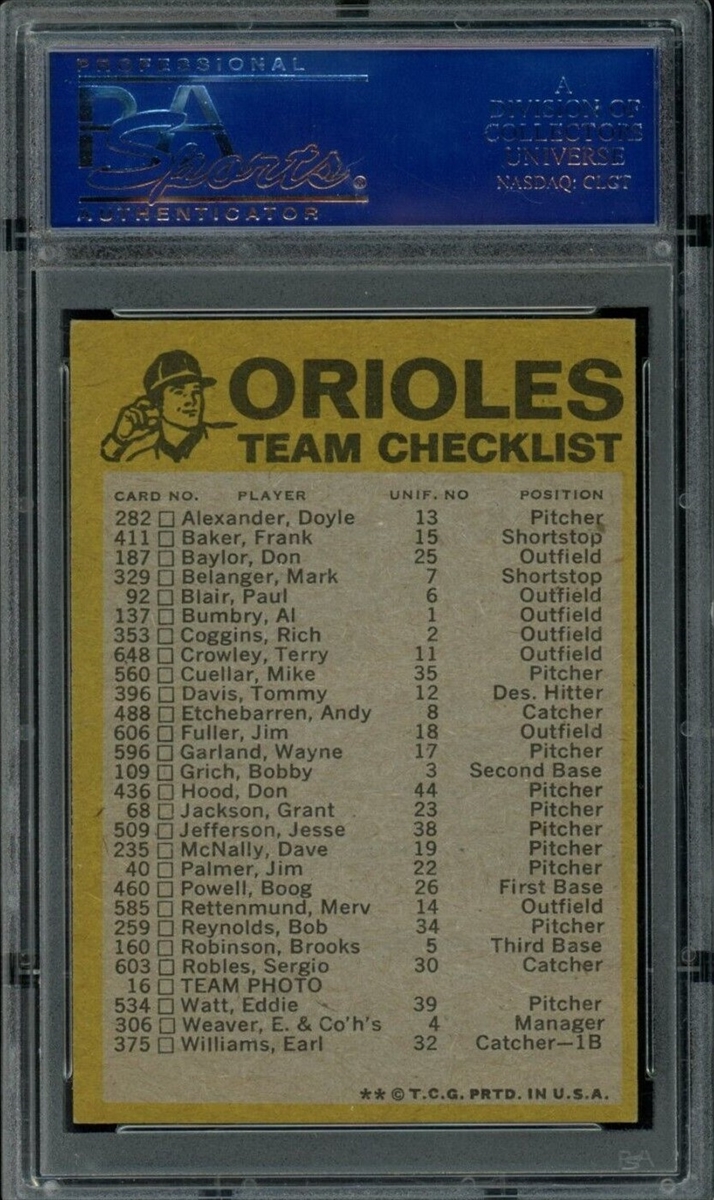 PROFESSIONAL
PSA
Sports®
AUTHENTICATOR
A
DIVISION OF
COLLECTORS
UNIVERSE
NASDAQ: CLCT
ORIOLES
TEAM CHECKLIST
CARD NO. PLAYER UNIF. NO POSITION
282 Alexander, Doyle 13 Pitcher
411 Baker, Frank 15 Shortstop
187 Baylor, Don 25 Outfield
329 Belanger, Mark 7 Shortstop
92 Blair, Paul 6 Outfield
137 Bumbry, Al 1 Outfield
353 Coggins, Rich 2 Outfield
648 Crowley, Terry 11 Outfield
560 Cuellar, Mike 35 Pitcher
396 Davis, Tommy 12 Des. Hitter
488 Etchebarren, Andy 8 Catcher
606 Fuller, Jim 18 Outfield
596 Garland, Wayne 17 Pitcher
109 Grich, Bobby 3 Second Base
436 Hood, Don 44 Pitcher
68 Jackson, Grant 23 Pitcher
509 Jefferson, Jesse 38 Pitcher
235 McNally, Dave 19 Pitcher
40 Palmer, Jim 22 Pitcher
460 Powell, Boog 26 First Base
585 Rettenmund, Merv 14 Outfield
259 Reynolds, Bob 34 Pitcher
160 Robinson, Brooks 5 Third Base
603 Robles, Sergio 30 Catcher
16 TEAM PHOTO
534 Watt, Eddie 39 Pitcher
306 Weaver, E. & Co'h's 4 Manager
375 Williams, Earl 32 Catcher—1B
** © T.C.G. PRTD. IN U.S.A.
PSA